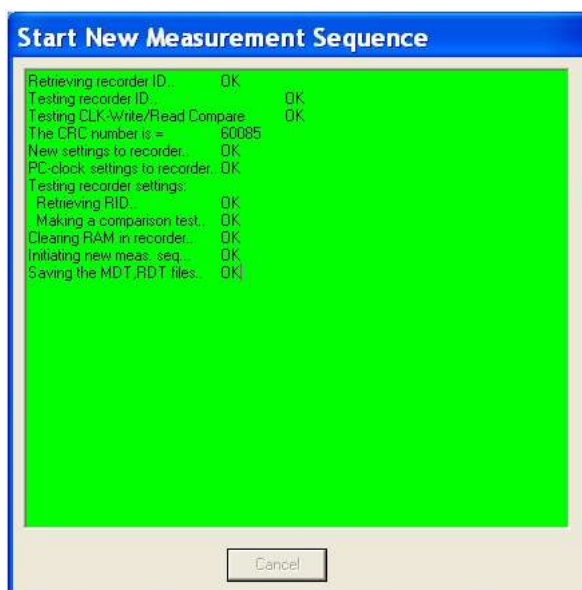 Start New Measurement Sequence
Retrieving recorder ID.. OK
Testing recorder ID.. OK
Testing CLK-Write/Read Compare OK
The CRC number is = 60085
New settings to recorder.. OK
PC-clock settings to recorder.. OK
Testing recorder settings:
Retrieving RID.. OK
Making a comparison test.. OK
Clearing RAM in recorder.. OK
Initiating new meas. seq... OK
Saving the MDT,RDT files.. OK
Cancel